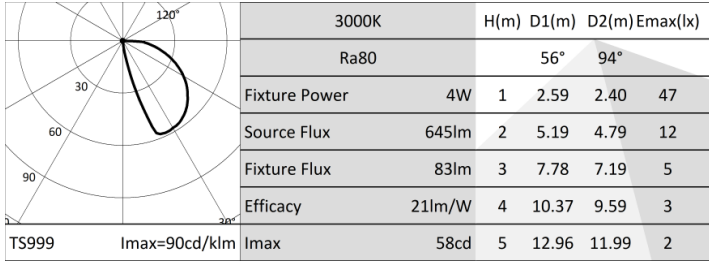 120°
30
60
90
30°
TS999 Imax=90cd/klm
3000K H(m) D1(m) D2(m) Emax(lx)
Ra80 56° 94°
Fixture Power 4W 1 2.59 2.40 47
Source Flux 645lm 2 5.19 4.79 12
Fixture Flux 83lm 3 7.78 7.19 5
Efficacy 21lm/W 4 10.37 9.59 3
Imax 58cd 5 12.96 11.99 2